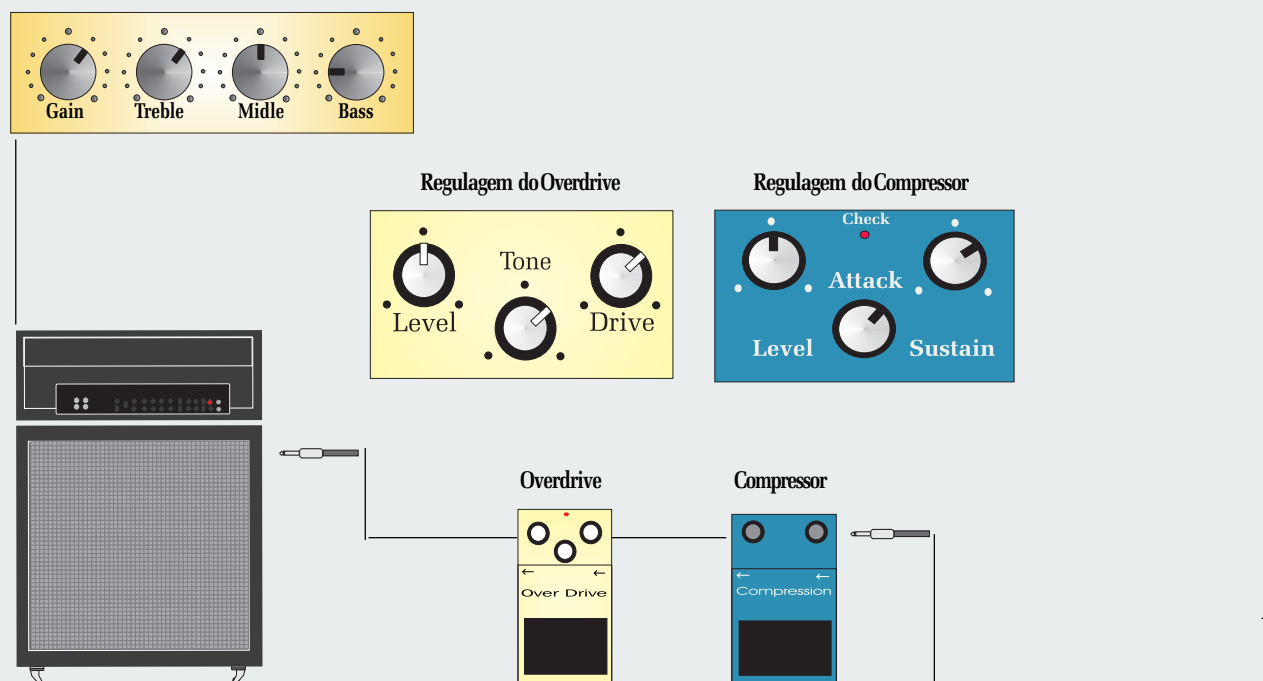 Gain Treble Midle Bass
Regulagem do Overdrive
Level
Tone
Drive
Regulagem do Compressor
Check
Attack
Level
Sustain
Overdrive
Over Drive
Compressor
Compression